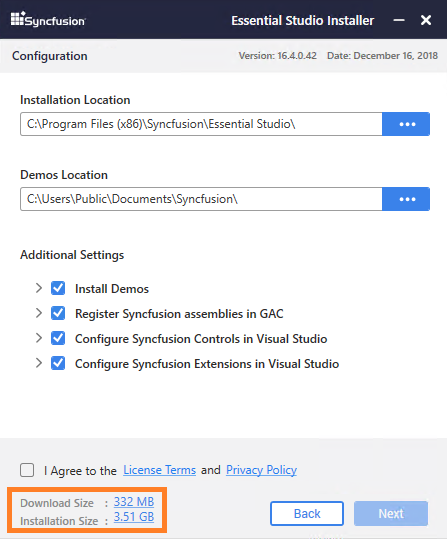 Syncfusion Essential Studio Installer
Configuration Version: 16.4.0.42 Date: December 16, 2018
Installation Location
C:\Program Files (x86)\Syncfusion\Essential Studio\
Demos Location
C:\Users\Public\Documents\Syncfusion\
Additional Settings
Install Demos
Register Syncfusion assemblies in GAC
Configure Syncfusion Controls in Visual Studio
Configure Syncfusion Extensions in Visual Studio
I Agree to the License Terms and Privacy Policy
Download Size : 332 MB
Installation Size : 3.51 GB
Back Next